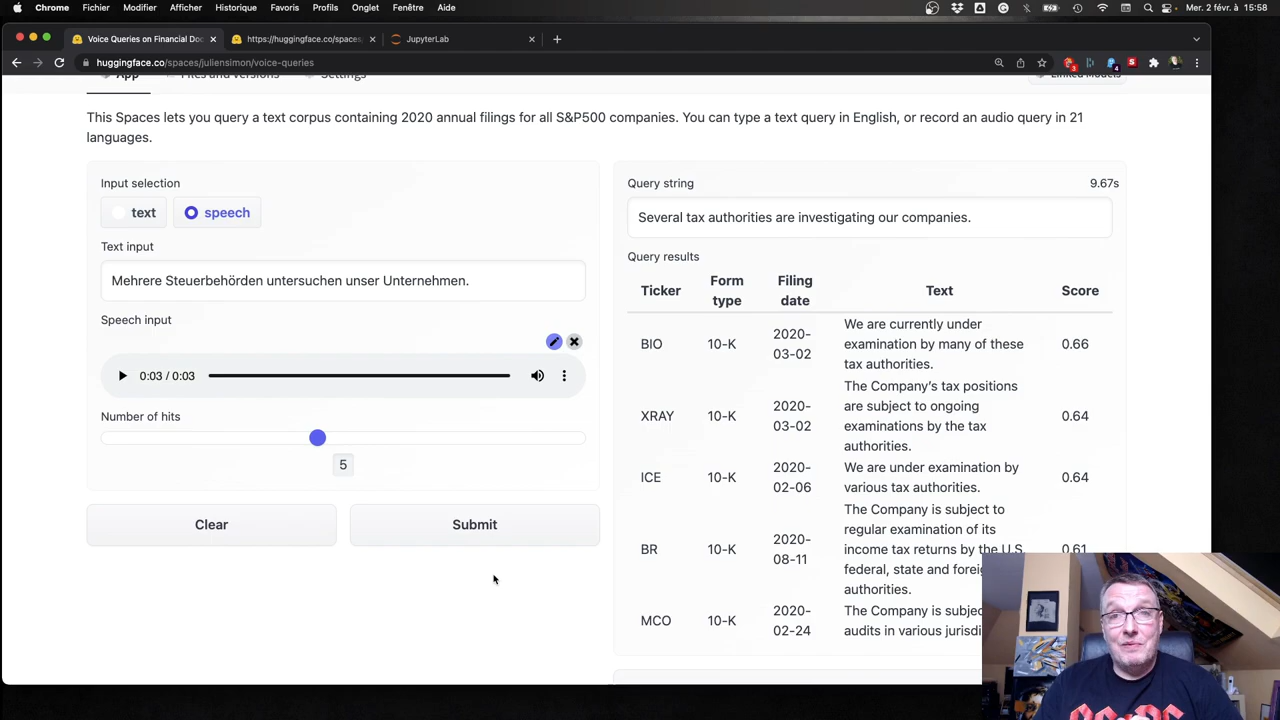 Chrome Fichier Modifier Afficher Historique Favoris Profils Onglet Fenêtre Aide Mer. 2 févr. à 15:58
Voice Queries on Financial Doc https://huggingface.co/spaces JupyterLab
huggingface.co/spaces/juliensimon/voice-queries
App Files and versions Settings Linked Models
This Spaces lets you query a text corpus containing 2020 annual filings for all S&P500 companies. You can type a text query in English, or record an audio query in 21
languages.
Input selection
text speech
Text input
Mehrere Steuerbehörden untersuchen unser Unternehmen.
Speech input
0:03 / 0:03
Number of hits
5
Clear Submit
Query string 9.67s
Several tax authorities are investigating our companies.
Query results
Ticker Form type Filing date Text Score
BIO 10-K 2020-03-02 We are currently under
examination by many of these
tax authorities. 0.66
XRAY 10-K 2020-03-02 The Company's tax positions
are subject to ongoing
examinations by the tax
authorities. 0.64
ICE 10-K 2020-02-06 We are under examination by
various tax authorities. 0.64
BR 10-K 2020-08-11 The Company is subject to
regular examination of its
income tax returns by the U.S.
federal, state and
authorities. 0.61
MCO 10-K 2020-02-24 The Company is
audits in various